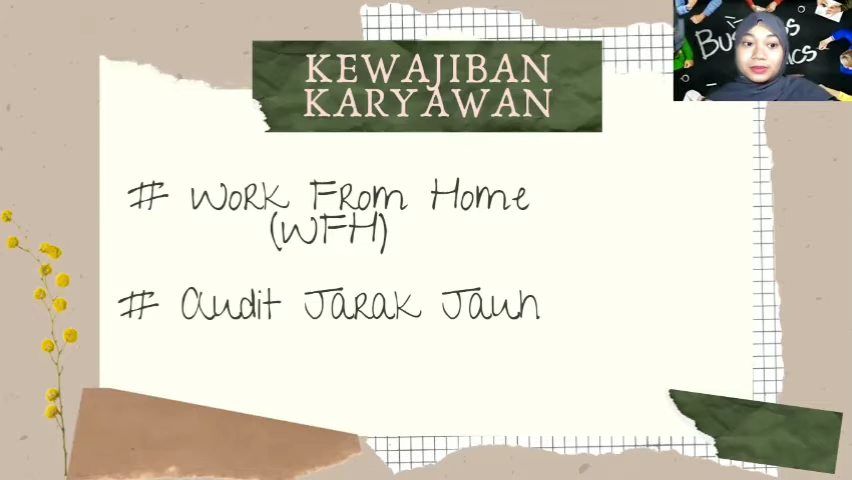 KEWAJIBAN
KARYAWAN
# Work From Home
(WFH)
# Audit Jarak Jauh